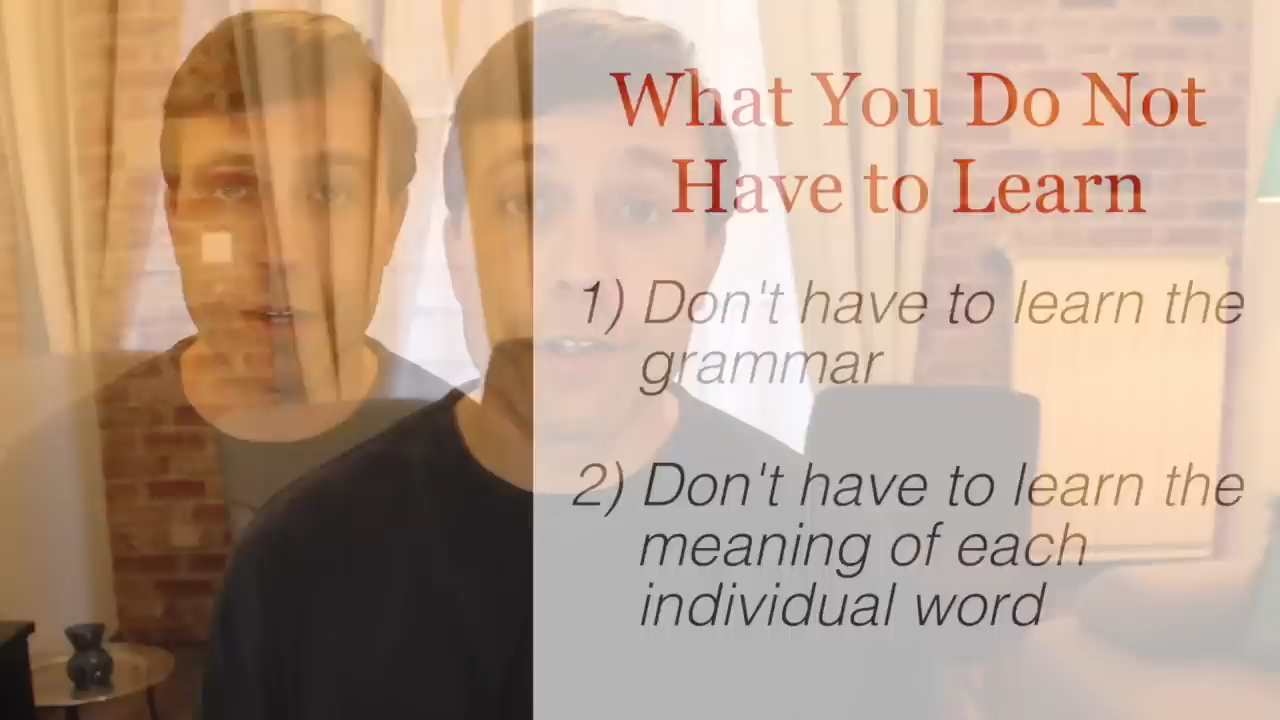 What You Do Not
Have to Learn
1) Don't have to learn the
grammar
2) Don't have to learn the
meaning of each
individual word